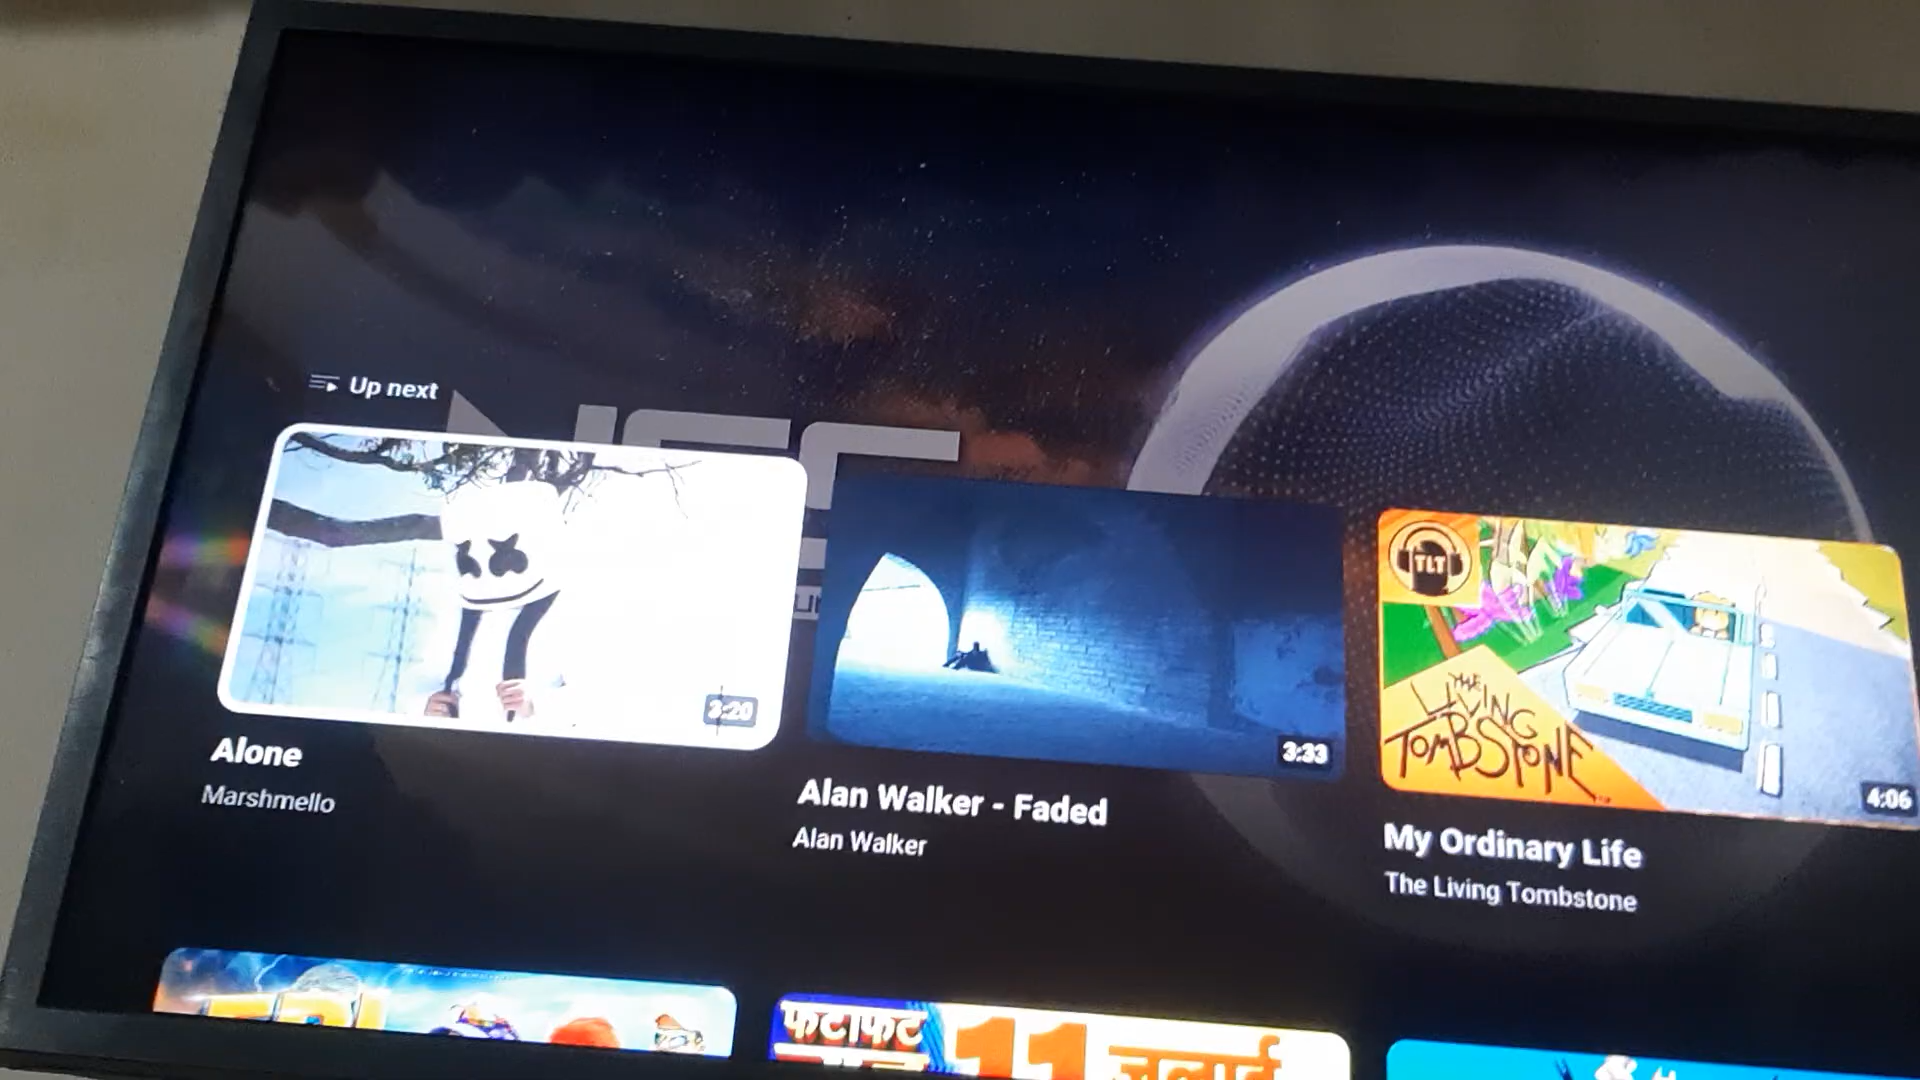 Up next
3:20
Alone
Marshmello
3:33
Alan Walker - Faded
Alan Walker
TLT
THE
LIVING
TOMBSTONE
4:06
My Ordinary Life
The Living Tombstone
फटाफट
11 जुलाई